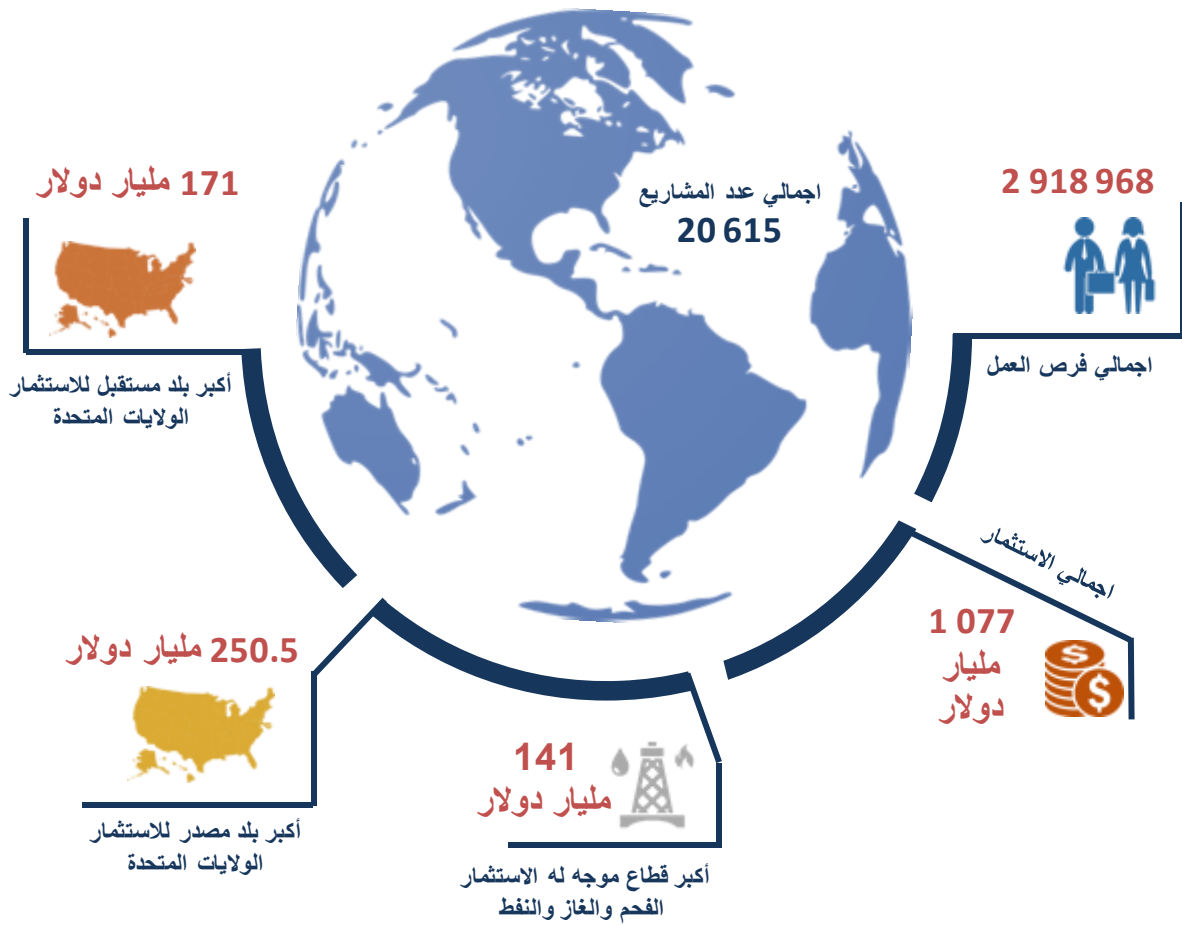 اجمالي عدد المشاريع
20 615
2 918 968
اجمالي فرص العمل
اجمالي الاستثمار
1 077
مليار
دولار
141
مليار دولار
أكبر قطاع موجه له الاستثمار
الفحم والغاز والنفط
250.5 مليار دولار
أكبر بلد مصدر للاستثمار
الولايات المتحدة
171 مليار دولار
أكبر بلد مستقبل للاستثمار
الولايات المتحدة